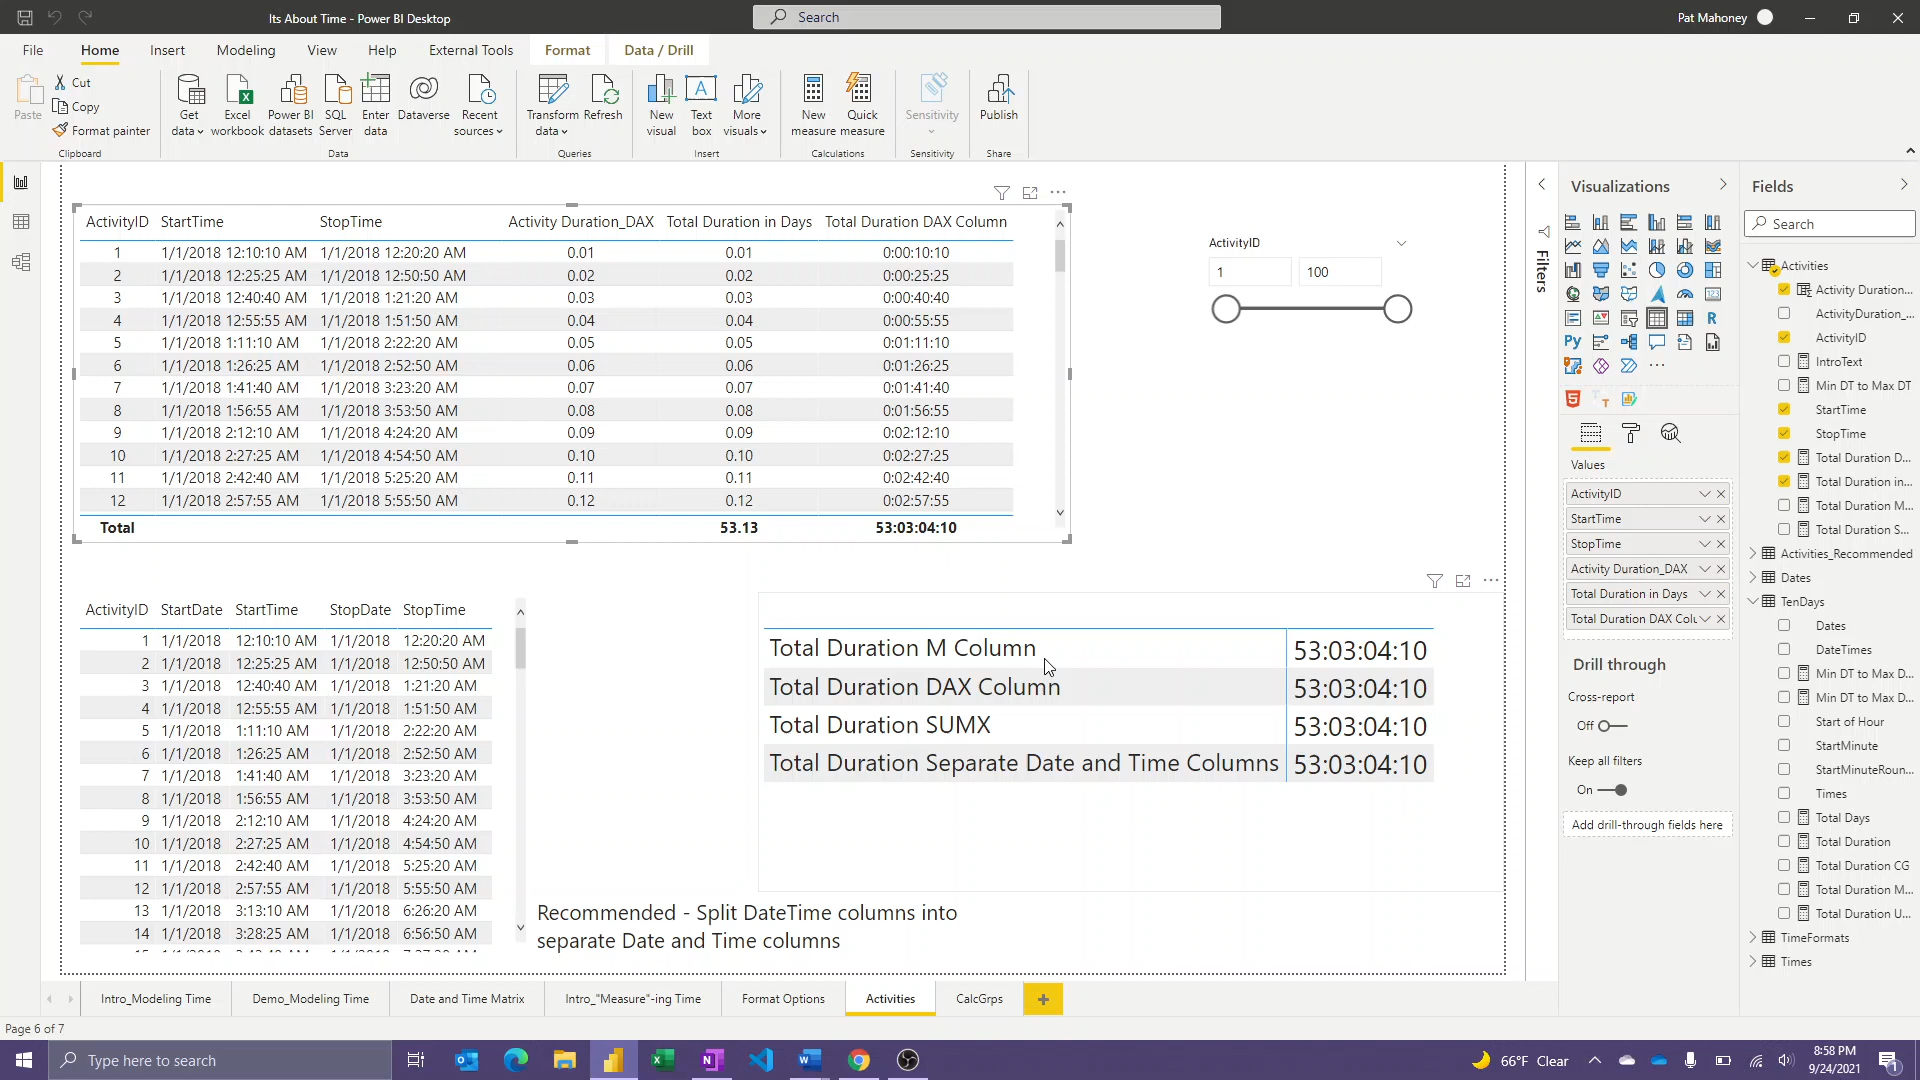 Its About Time - Power BI Desktop
Search
Pat Mahoney
File Home Insert Modeling View Help External Tools Format Data / Drill
Paste
Cut
Copy
Format painter
Clipboard
Get data
Excel workbook
Power BI datasets
SQL Server
Enter data
Dataverse
Recent sources
Data
Transform data
Refresh
Queries
New visual
Text box
More visuals
Insert
New measure
Quick measure
Calculations
Sensitivity
Sensitivity
Publish
Share
ActivityID StartTime StopTime Activity Duration_DAX Total Duration in Days Total Duration DAX Column
1 1/1/2018 12:10:10 AM 1/1/2018 12:20:20 AM 0.01 0.01 0:00:10:10
2 1/1/2018 12:25:25 AM 1/1/2018 12:50:50 AM 0.02 0.02 0:00:25:25
3 1/1/2018 12:40:40 AM 1/1/2018 1:21:20 AM 0.03 0.03 0:00:40:40
4 1/1/2018 12:55:55 AM 1/1/2018 1:51:50 AM 0.04 0.04 0:00:55:55
5 1/1/2018 1:11:10 AM 1/1/2018 2:22:20 AM 0.05 0.05 0:01:11:10
6 1/1/2018 1:26:25 AM 1/1/2018 2:52:50 AM 0.06 0.06 0:01:26:25
7 1/1/2018 1:41:40 AM 1/1/2018 3:23:20 AM 0.07 0.07 0:01:41:40
8 1/1/2018 1:56:55 AM 1/1/2018 3:53:50 AM 0.08 0.08 0:01:56:55
9 1/1/2018 2:12:10 AM 1/1/2018 4:24:20 AM 0.09 0.09 0:02:12:10
10 1/1/2018 2:27:25 AM 1/1/2018 4:54:50 AM 0.10 0.10 0:02:27:25
11 1/1/2018 2:42:40 AM 1/1/2018 5:25:20 AM 0.11 0.11 0:02:42:40
12 1/1/2018 2:57:55 AM 1/1/2018 5:55:50 AM 0.12 0.12 0:02:57:55
Total 53.13 53:03:04:10
ActivityID
1 100
ActivityID StartDate StartTime StopDate StopTime
1 1/1/2018 12:10:10 AM 1/1/2018 12:20:20 AM
2 1/1/2018 12:25:25 AM 1/1/2018 12:50:50 AM
3 1/1/2018 12:40:40 AM 1/1/2018 1:21:20 AM
4 1/1/2018 12:55:55 AM 1/1/2018 1:51:50 AM
5 1/1/2018 1:11:10 AM 1/1/2018 2:22:20 AM
6 1/1/2018 1:26:25 AM 1/1/2018 2:52:50 AM
7 1/1/2018 1:41:40 AM 1/1/2018 3:23:20 AM
8 1/1/2018 1:56:55 AM 1/1/2018 3:53:50 AM
9 1/1/2018 2:12:10 AM 1/1/2018 4:24:20 AM
10 1/1/2018 2:27:25 AM 1/1/2018 4:54:50 AM
11 1/1/2018 2:42:40 AM 1/1/2018 5:25:20 AM
12 1/1/2018 2:57:55 AM 1/1/2018 5:55:50 AM
13 1/1/2018 3:13:10 AM 1/1/2018 6:26:20 AM
14 1/1/2018 3:28:25 AM 1/1/2018 6:56:50 AM
Total Duration M Column 53:03:04:10
Total Duration DAX Column 53:03:04:10
Total Duration SUMX 53:03:04:10
Total Duration Separate Date and Time Columns 53:03:04:10
Recommended - Split DateTime columns into
separate Date and Time columns
Filters
Visualizations
R
Py
Values
ActivityID
StartTime
StopTime
Activity Duration_DAX
Total Duration in Days
Total Duration DAX Colu
Drill through
Cross-report
Off
Keep all filters
On
Add drill-through fields here
Fields
Search
Activities
Activity Duration...
ActivityDuration_...
ActivityID
IntroText
Min DT to Max DT
StartTime
StopTime
Total Duration D...
Total Duration in...
Total Duration M...
Total Duration S...
Activities_Recommended
Dates
TenDays
Dates
DateTimes
Min DT to Max D...
Min DT to Max D...
Start of Hour
StartMinute
StartMinuteRoun...
Times
Total Days
Total Duration
Total Duration CG
Total Duration M...
Total Duration U...
TimeFormats
Times
Intro_Modeling Time Demo_Modeling Time Date and Time Matrix Intro_"Measure"-ing Time Format Options Activities CalcGrps +
Page 6 of 7
Type here to search
66°F Clear
8:58 PM
9/24/2021
1